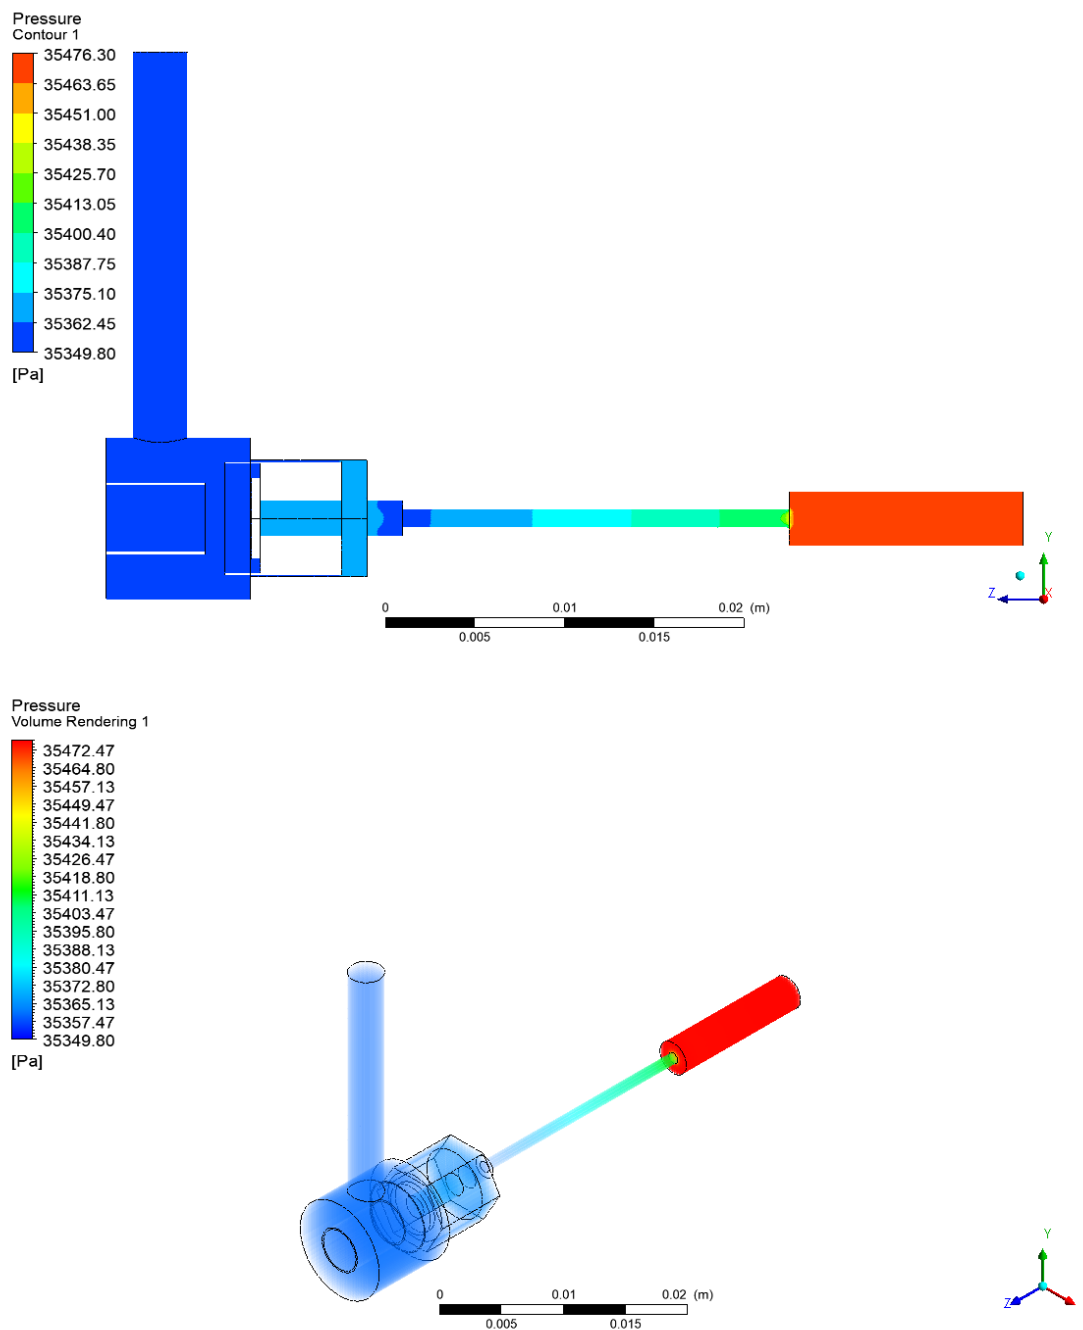 Pressure
Contour 1
35476.30
35463.65
35451.00
35438.35
35425.70
35413.05
35400.40
35387.75
35375.10
35362.45
35349.80
[Pa]
Y
Z
X
0 0.01 0.02 (m)
0.005 0.015
Pressure
Volume Rendering 1
35472.47
35464.80
35457.13
35449.47
35441.80
35434.13
35426.47
35418.80
35411.13
35403.47
35395.80
35388.13
35380.47
35372.80
35365.13
35357.47
35349.80
[Pa]
Y
Z
0 0.01 0.02 (m)
0.005 0.015